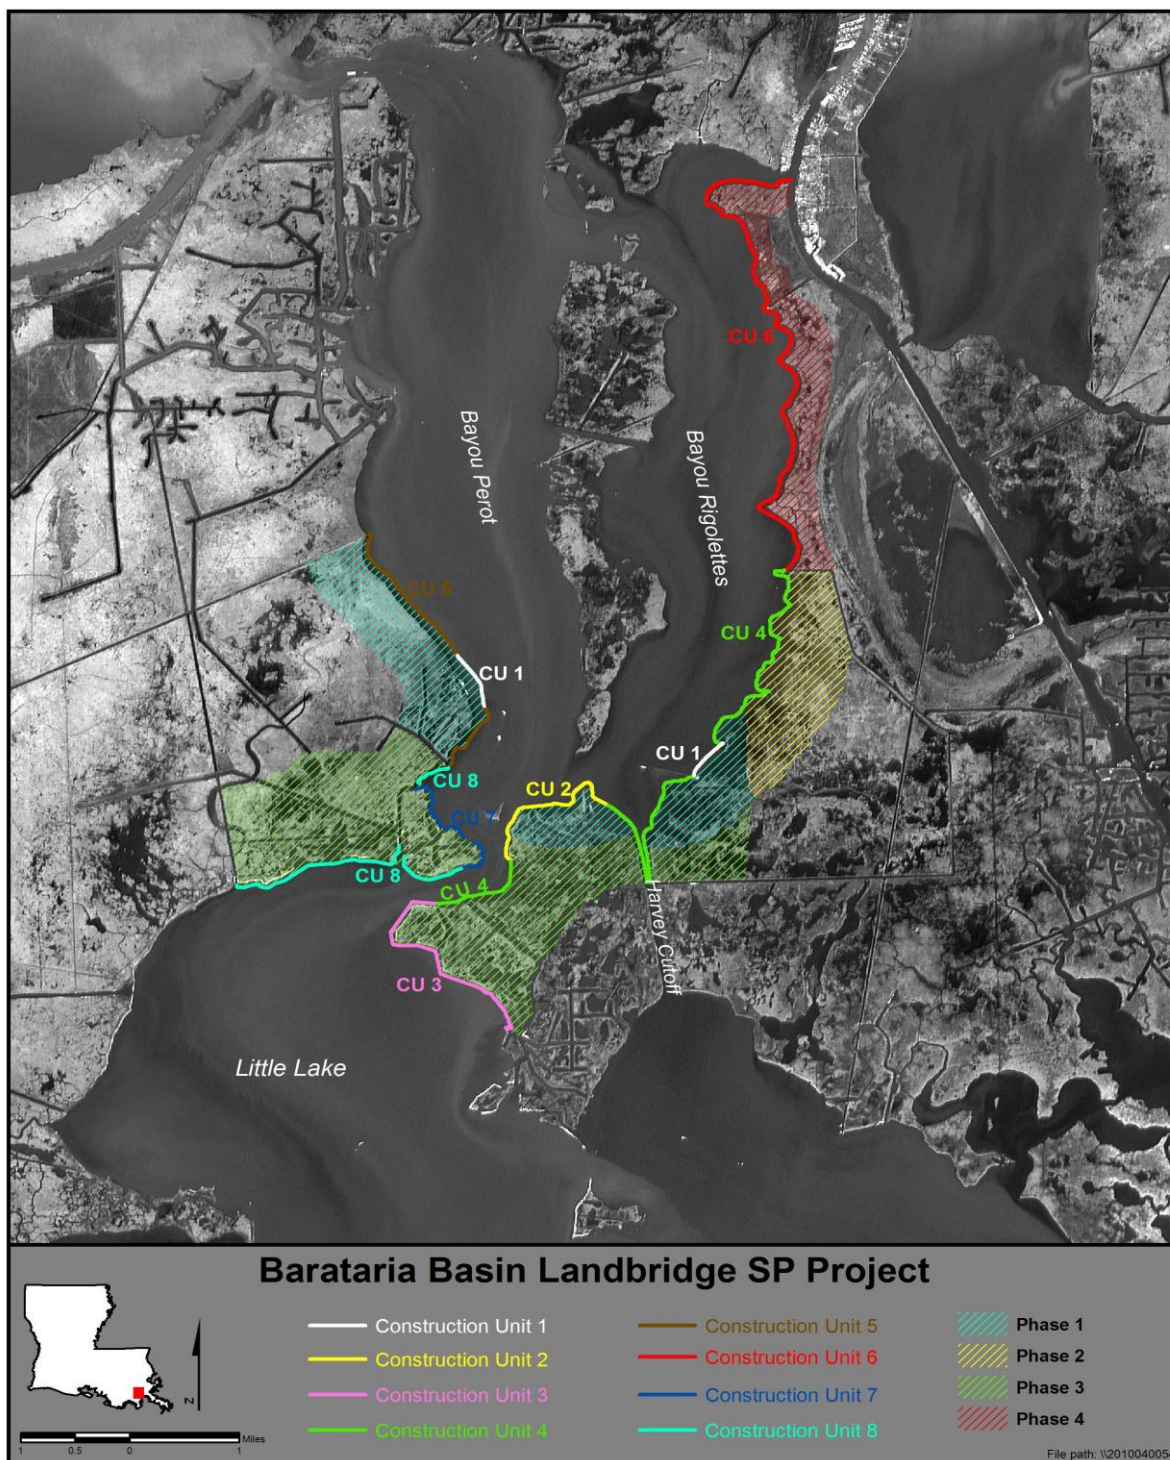 CU 6
Bayou Perot
Bayou Rigolettes
CU 5
CU 4
CU 1
CU 1
CU 8
CU 2
CU 7
CU 8
CU 4
Harvey Cutoff
CU 3
Little Lake
Barataria Basin Landbridge SP Project
Construction Unit 1
Construction Unit 2
Construction Unit 3
Construction Unit 4
Construction Unit 5
Construction Unit 6
Construction Unit 7
Construction Unit 8
Phase 1
Phase 2
Phase 3
Phase 4
N
1 0.5 0 1 Miles
File path: \\2010040054